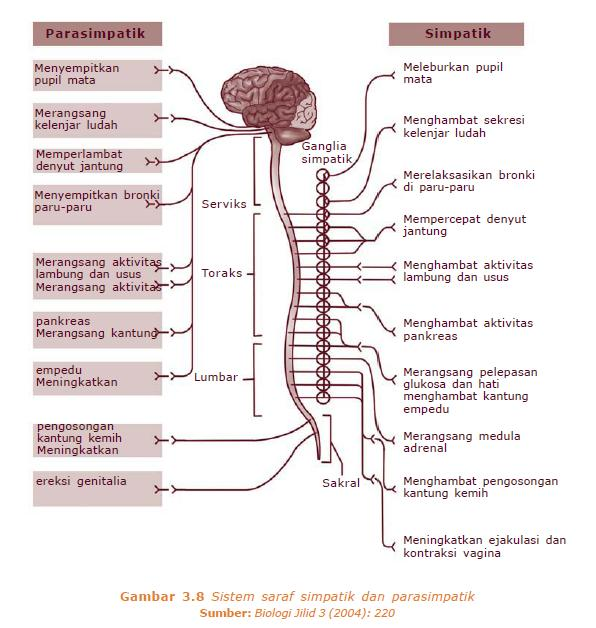 Parasimpatik
Menyempitkan
pupil mata
Merangsang
kelenjar ludah
Memperlambat
denyut jantung
Menyempitkan bronki
paru-paru
Merangsang aktivitas
lambung dan usus
Merangsang aktivitas
pankreas
Merangsang kantung
empedu
Meningkatkan
pengosongan
kantung kemih
Meningkatkan
ereksi genitalia
Ganglia
simpatik
Serviks
Toraks
Lumbar
Sakral
Simpatik
Meleburkan pupil
mata
Menghambat sekresi
kelenjar ludah
Merelaksasikan bronki
di paru-paru
Mempercepat denyut
jantung
Menghambat aktivitas
lambung dan usus
Menghambat aktivitas
pankreas
Merangsang pelepasan
glukosa dan hati
menghambat kantung
empedu
Merangsang medula
adrenal
Menghambat pengosongan
kantung kemih
Meningkatkan ejakulasi dan
kontraksi vagina
Gambar 3.8 Sistem saraf simpatik dan parasimpatik
Sumber: Biologi Jilid 3 (2004): 220